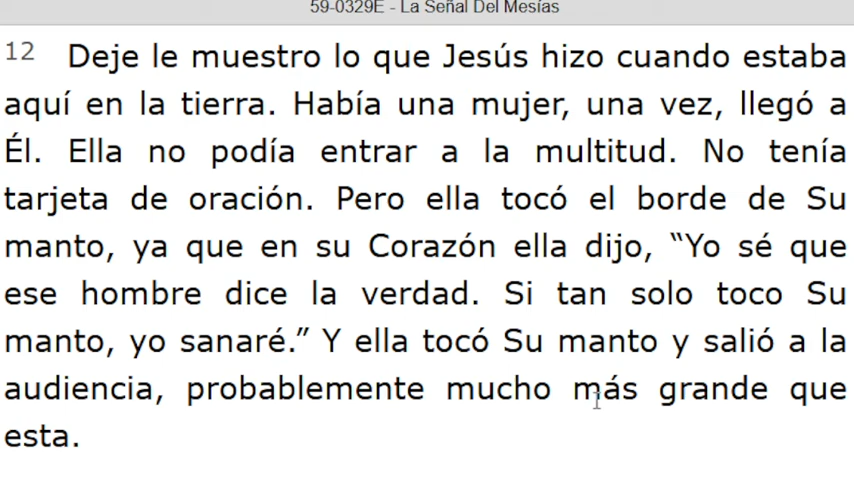 59-0329E - La Señal Del Mesías
12 Deje le muestro lo que Jesús hizo cuando estaba
aquí en la tierra. Había una mujer, una vez, llegó a
Él. Ella no podía entrar a la multitud. No tenía
tarjeta de oración. Pero ella tocó el borde de Su
manto, ya que en su Corazón ella dijo, “Yo sé que
ese hombre dice la verdad. Si tan solo toco Su
manto, yo sanaré.” Y ella tocó Su manto y salió a la
audiencia, probablemente mucho más grande que
esta.